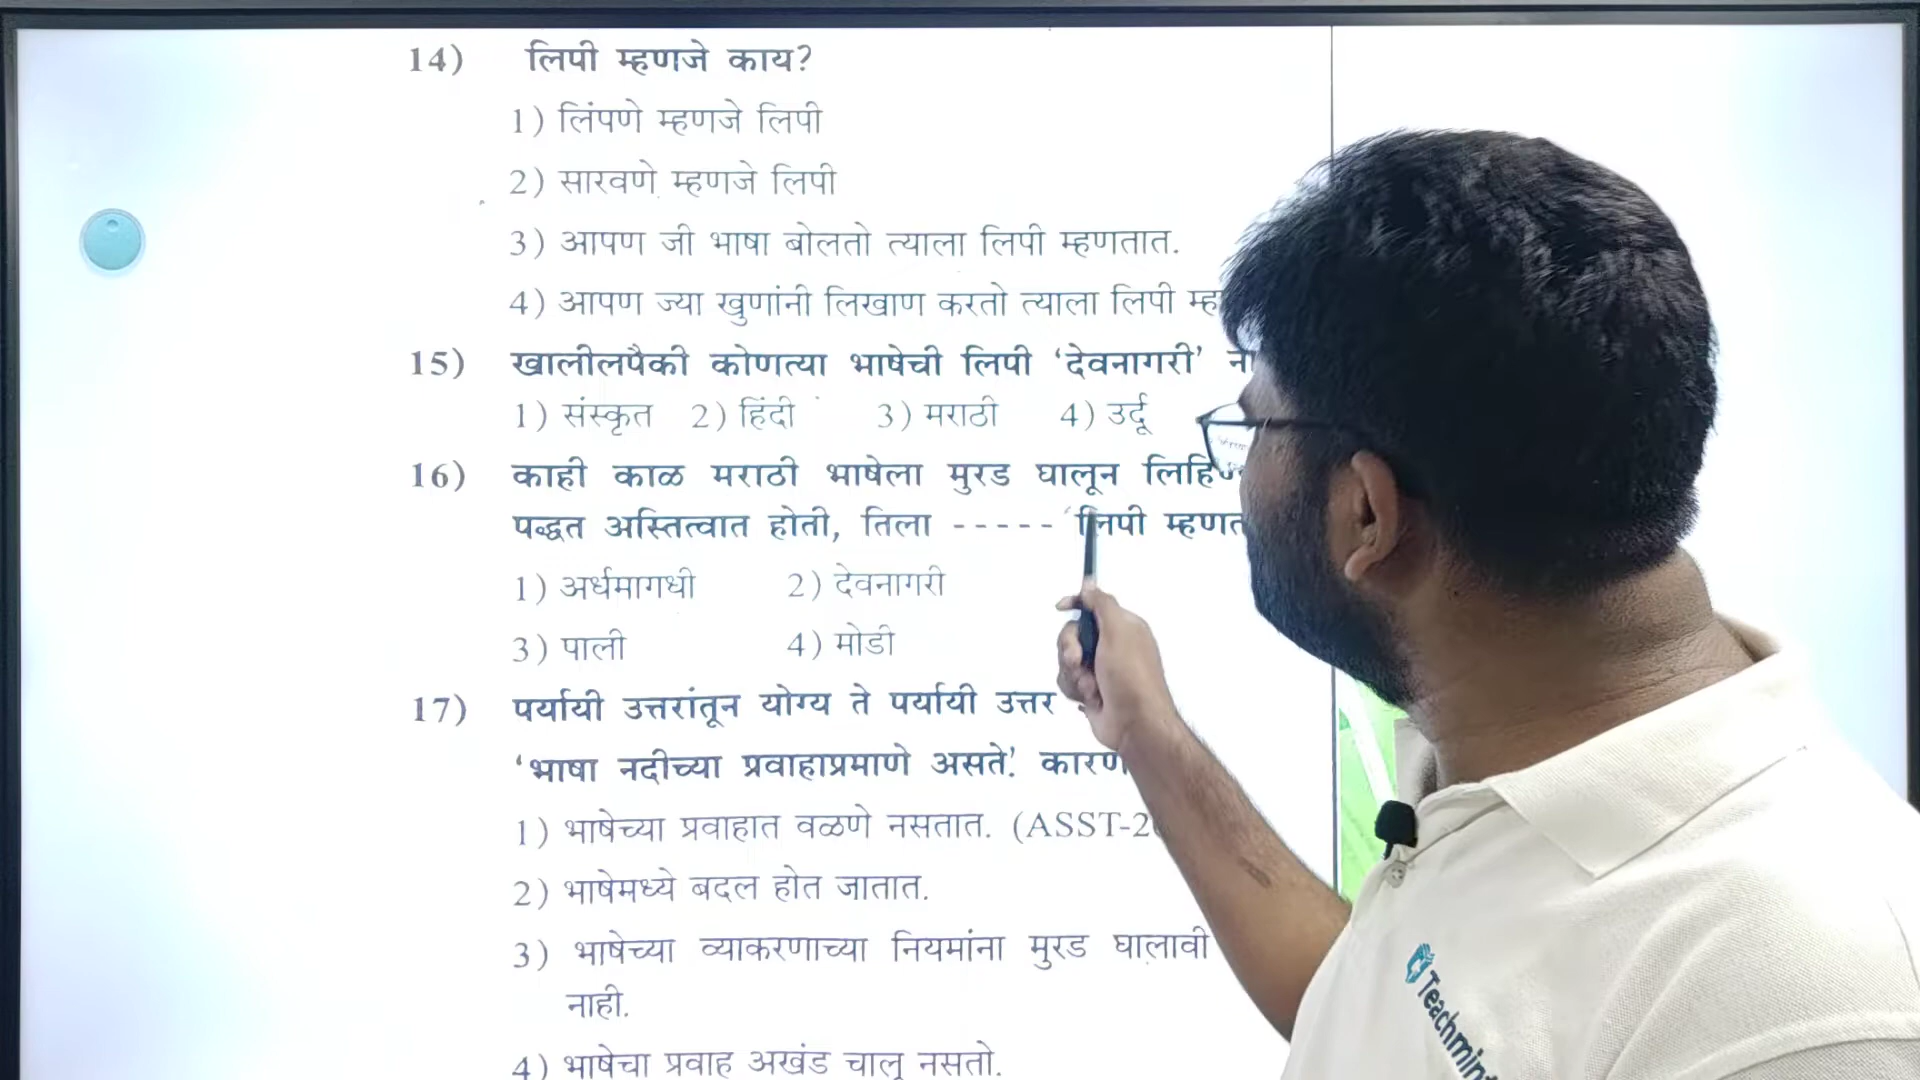 14) लिपी म्हणजे काय?
1) लिंपणे म्हणजे लिपी
2) सारवणे म्हणजे लिपी
3) आपण जी भाषा बोलतो त्याला लिपी म्हणतात.
4) आपण ज्या खुणांनी लिखाण करतो त्याला लिपी
15) खालीलपैकी कोणत्या भाषेची लिपी ‘देवनागरी’
1) संस्कृत 2) हिंदी 3) मराठी 4) उर्दू
16) काही काळ मराठी भाषेला मुरड घालून
पद्धत अस्तित्वात होती, तिला ----- लिपी
1) अर्धमागधी 2) देवनागरी
3) पाली 4) मोडी
17) पर्यायी उत्तरांतून योग्य ते पर्यायी उत्तर
‘भाषा नदीच्या प्रवाहाप्रमाणे असते’. कारण
1) भाषेच्या प्रवाहात वळणे नसतात. (ASST-2
2) भाषेमध्ये बदल होत जातात.
3) भाषेच्या व्याकरणाच्या नियमांना मुरड घालावी
नाही.
4) भाषेचा प्रवाह अखंड चालू नसतो.
Teachmint